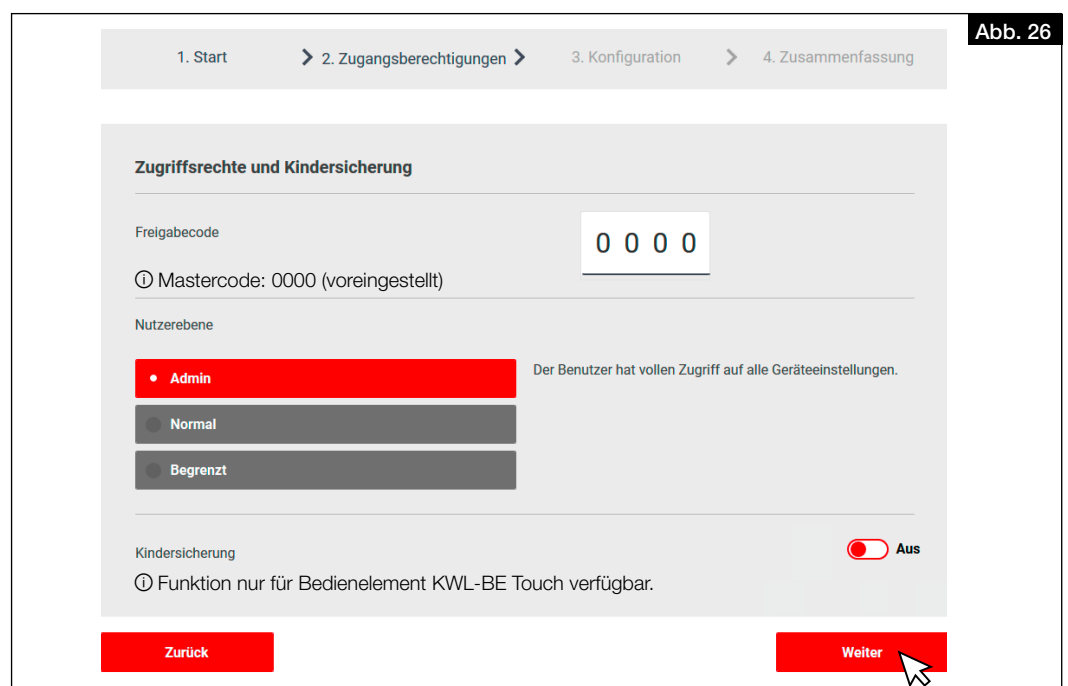 Abb. 26
1. Start > 2. Zugangsberechtigungen > 3. Konfiguration > 4. Zusammenfassung
Zugriffsrechte und Kindersicherung
Freigabecode
0 0 0 0
ⓘ Mastercode: 0000 (voreingestellt)
Nutzerebene
Admin
Der Benutzer hat vollen Zugriff auf alle Geräteeinstellungen.
Normal
Begrenzt
Kindersicherung
Aus
ⓘ Funktion nur für Bedienelement KWL-BE Touch verfügbar.
Zurück
Weiter